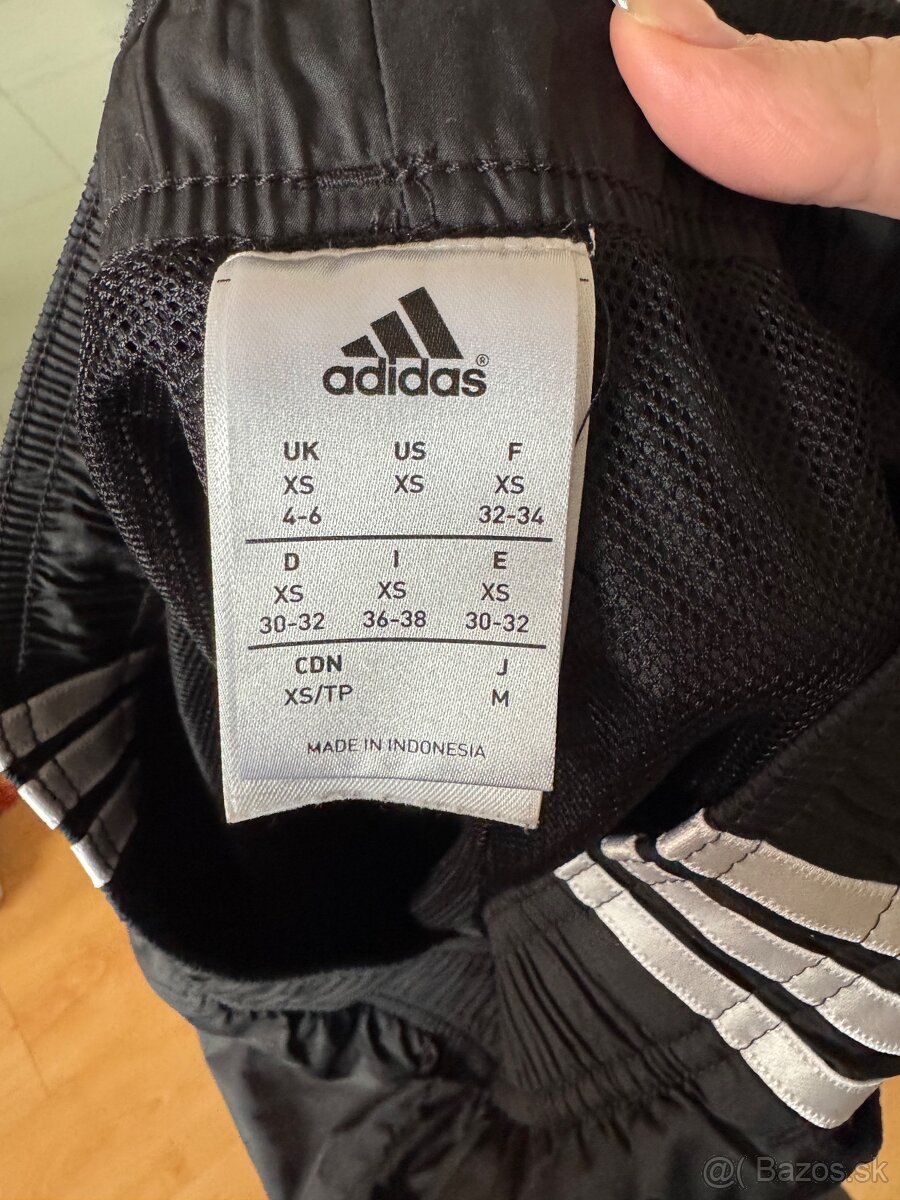 adidas®
UK US F
XS XS XS
4-6 32-34
D I E
XS XS XS
30-32 36-38 30-32
CDN J
XS/TP M
MADE IN INDONESIA
@( Bazos.sk